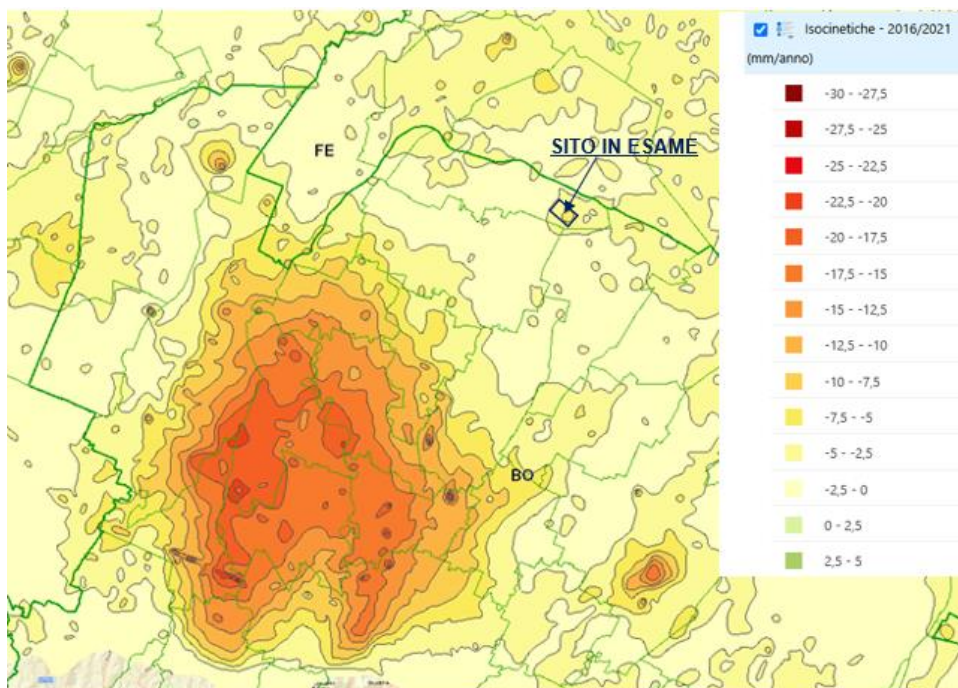 Isocinetiche - 2016/2021
(mm/anno)
FE
SITO IN ESAME
BO
-30 - -27,5
-27,5 - -25
-25 - -22,5
-22,5 - -20
-20 - -17,5
-17,5 - -15
-15 - -12,5
-12,5 - -10
-10 - -7,5
-7,5 - -5
-5 - -2,5
-2,5 - 0
0 - 2,5
2,5 - 5